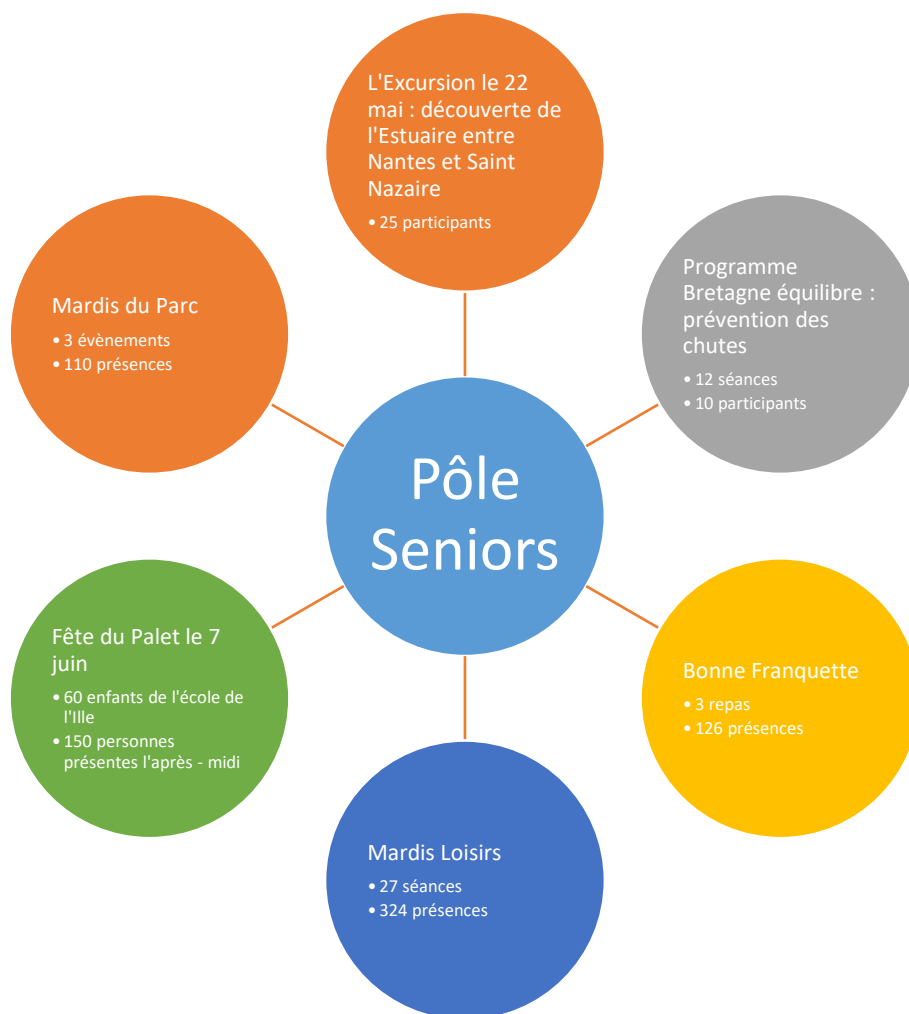 L'Excursion le 22
mai : découverte de
l'Estuaire entre
Nantes et Saint
Nazaire
• 25 participants
Programme
Bretagne équilibre :
prévention des
chutes
• 12 séances
• 10 participants
Mardis du Parc
• 3 évènements
• 110 présences
Pôle
Seniors
Fête du Palet le 7
juin
• 60 enfants de l'école de
l'Ille
• 150 personnes
présentes l'après - midi
Bonne Franquette
• 3 repas
• 126 présences
Mardis Loisirs
• 27 séances
• 324 présences